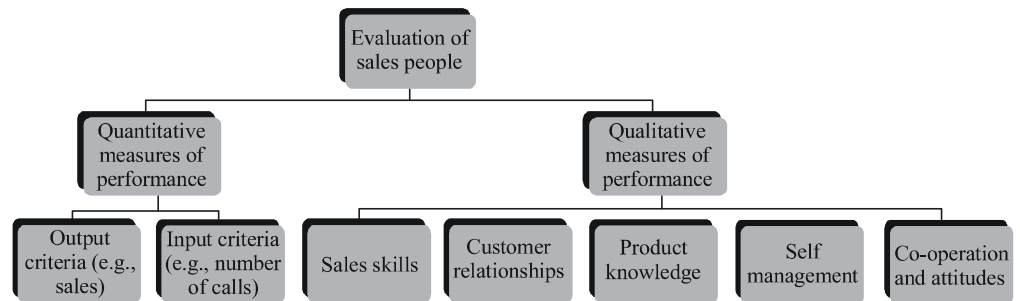 Evaluation of
sales people
Quantitative
measures of
performance
Qualitative
measures of
performance
Output
criteria (e.g.,
sales)
Input criteria
(e.g., number
of calls)
Sales skills
Customer
relationships
Product
knowledge
Self
management
Co-operation
and attitudes